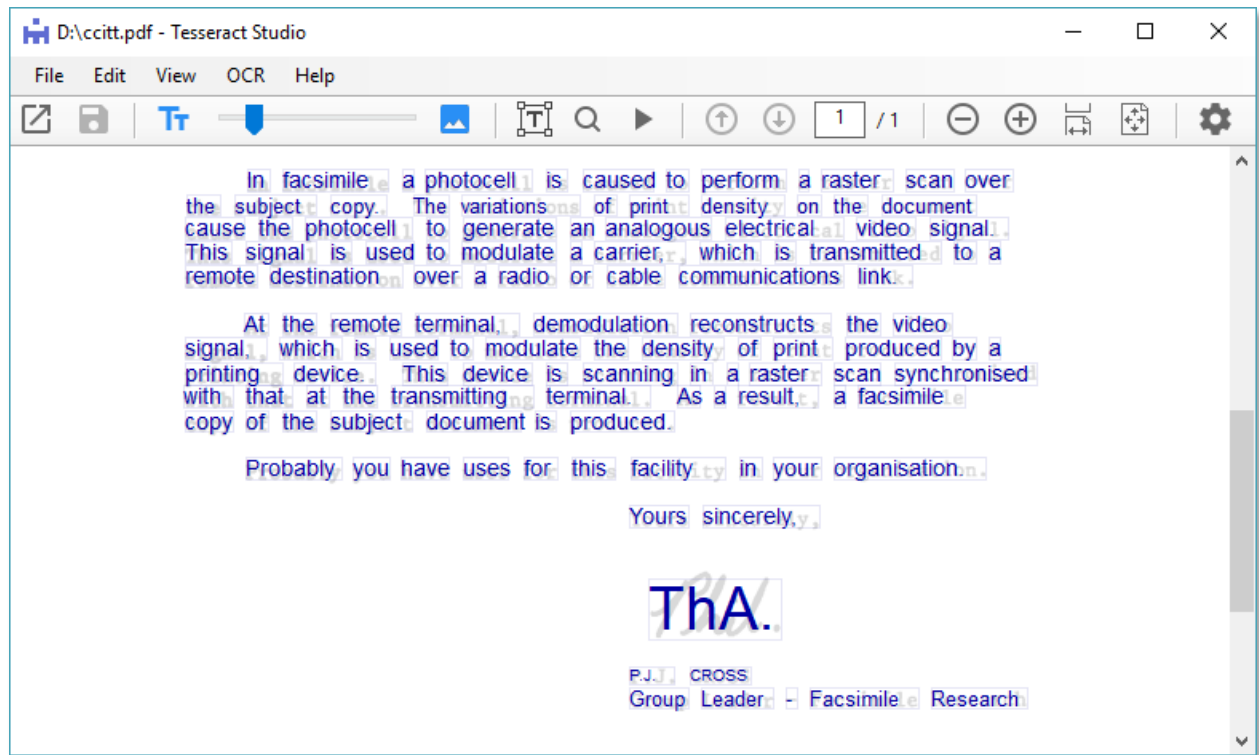 D:\ccitt.pdf - Tesseract Studio
File Edit View OCR Help
1 / 1
In facsimile a photocell is caused to perform a raster scan over
the subject copy. The variations of print density on the document
cause the photocell to generate an analogous electrical video signal.
This signal is used to modulate a carrier, which is transmitted to a
remote destination over a radio or cable communications link.
At the remote terminal, demodulation reconstructs the video
signal, which is used to modulate the density of print produced by a
printing device. This device is scanning in a raster scan synchronised
with that at the transmitting terminal. As a result, a facsimile
copy of the subject document is produced.
Probably you have uses for this facility in your organisation.
Yours sincerely,
ThA.
P.J. CROSS
Group Leader - Facsimile Research